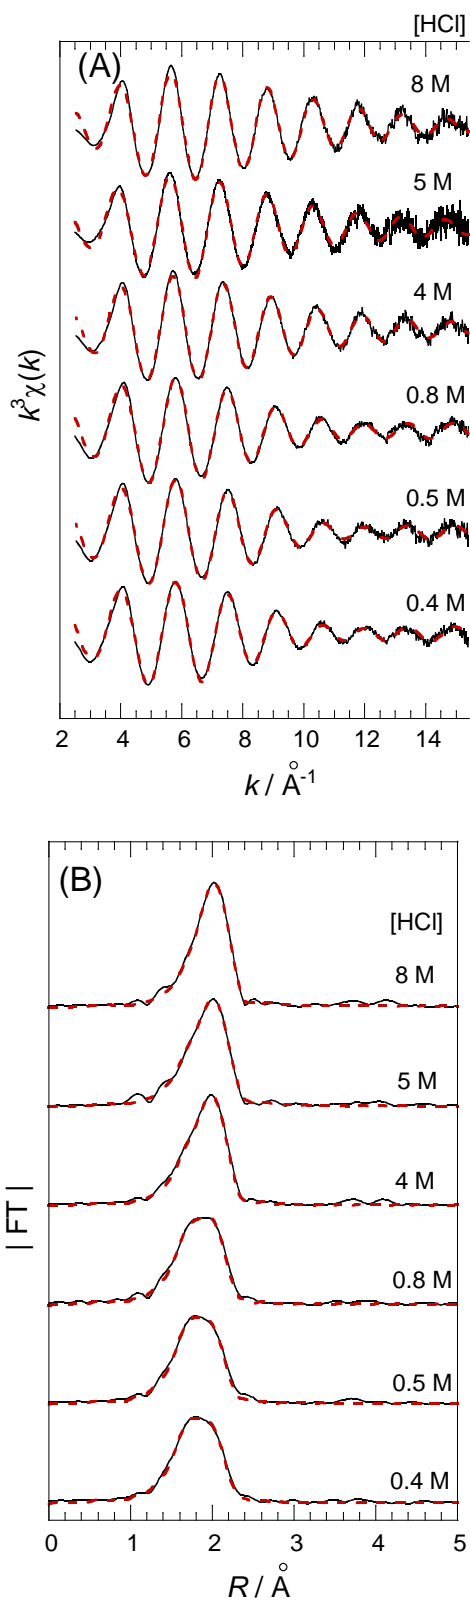 [HCl]
(A)
8 M
5 M
4 M
0.8 M
0.5 M
0.4 M
k³χ(k)
2 4 6 8 10 12 14
k / Å⁻¹
(B)
[HCl]
8 M
5 M
4 M
0.8 M
0.5 M
0.4 M
| FT |
0 1 2 3 4 5
R / Å